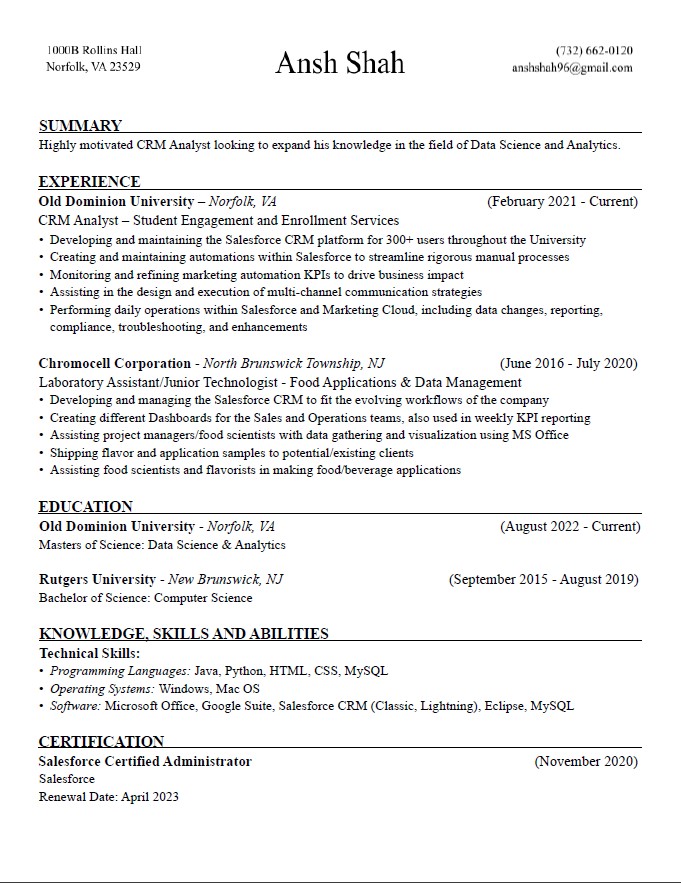 1000B Rollins Hall
Norfolk, VA 23529
Ansh Shah
(732) 662-0120
anshshah96@gmail.com
SUMMARY
Highly motivated CRM Analyst looking to expand his knowledge in the field of Data Science and Analytics.
EXPERIENCE
Old Dominion University – Norfolk, VA (February 2021 - Current)
CRM Analyst – Student Engagement and Enrollment Services
• Developing and maintaining the Salesforce CRM platform for 300+ users throughout the University
• Creating and maintaining automations within Salesforce to streamline rigorous manual processes
• Monitoring and refining marketing automation KPIs to drive business impact
• Assisting in the design and execution of multi-channel communication strategies
• Performing daily operations within Salesforce and Marketing Cloud, including data changes, reporting,
compliance, troubleshooting, and enhancements
Chromocell Corporation - North Brunswick Township, NJ (June 2016 - July 2020)
Laboratory Assistant/Junior Technologist - Food Applications & Data Management
• Developing and managing the Salesforce CRM to fit the evolving workflows of the company
• Creating different Dashboards for the Sales and Operations teams, also used in weekly KPI reporting
• Assisting project managers/food scientists with data gathering and visualization using MS Office
• Shipping flavor and application samples to potential/existing clients
• Assisting food scientists and flavorists in making food/beverage applications
EDUCATION
Old Dominion University - Norfolk, VA (August 2022 - Current)
Masters of Science: Data Science & Analytics
Rutgers University - New Brunswick, NJ (September 2015 - August 2019)
Bachelor of Science: Computer Science
KNOWLEDGE, SKILLS AND ABILITIES
Technical Skills:
• Programming Languages: Java, Python, HTML, CSS, MySQL
• Operating Systems: Windows, Mac OS
• Software: Microsoft Office, Google Suite, Salesforce CRM (Classic, Lightning), Eclipse, MySQL
CERTIFICATION
Salesforce Certified Administrator (November 2020)
Salesforce
Renewal Date: April 2023